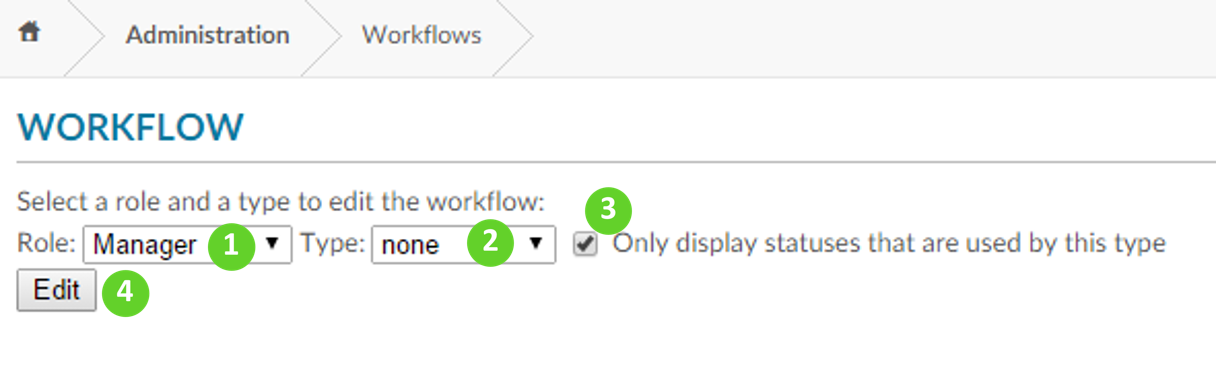 Administration Workflows
WORKFLOW
Select a role and a type to edit the workflow:
3
Role: Manager 1 Type: none 2 Only display statuses that are used by this type
Edit 4